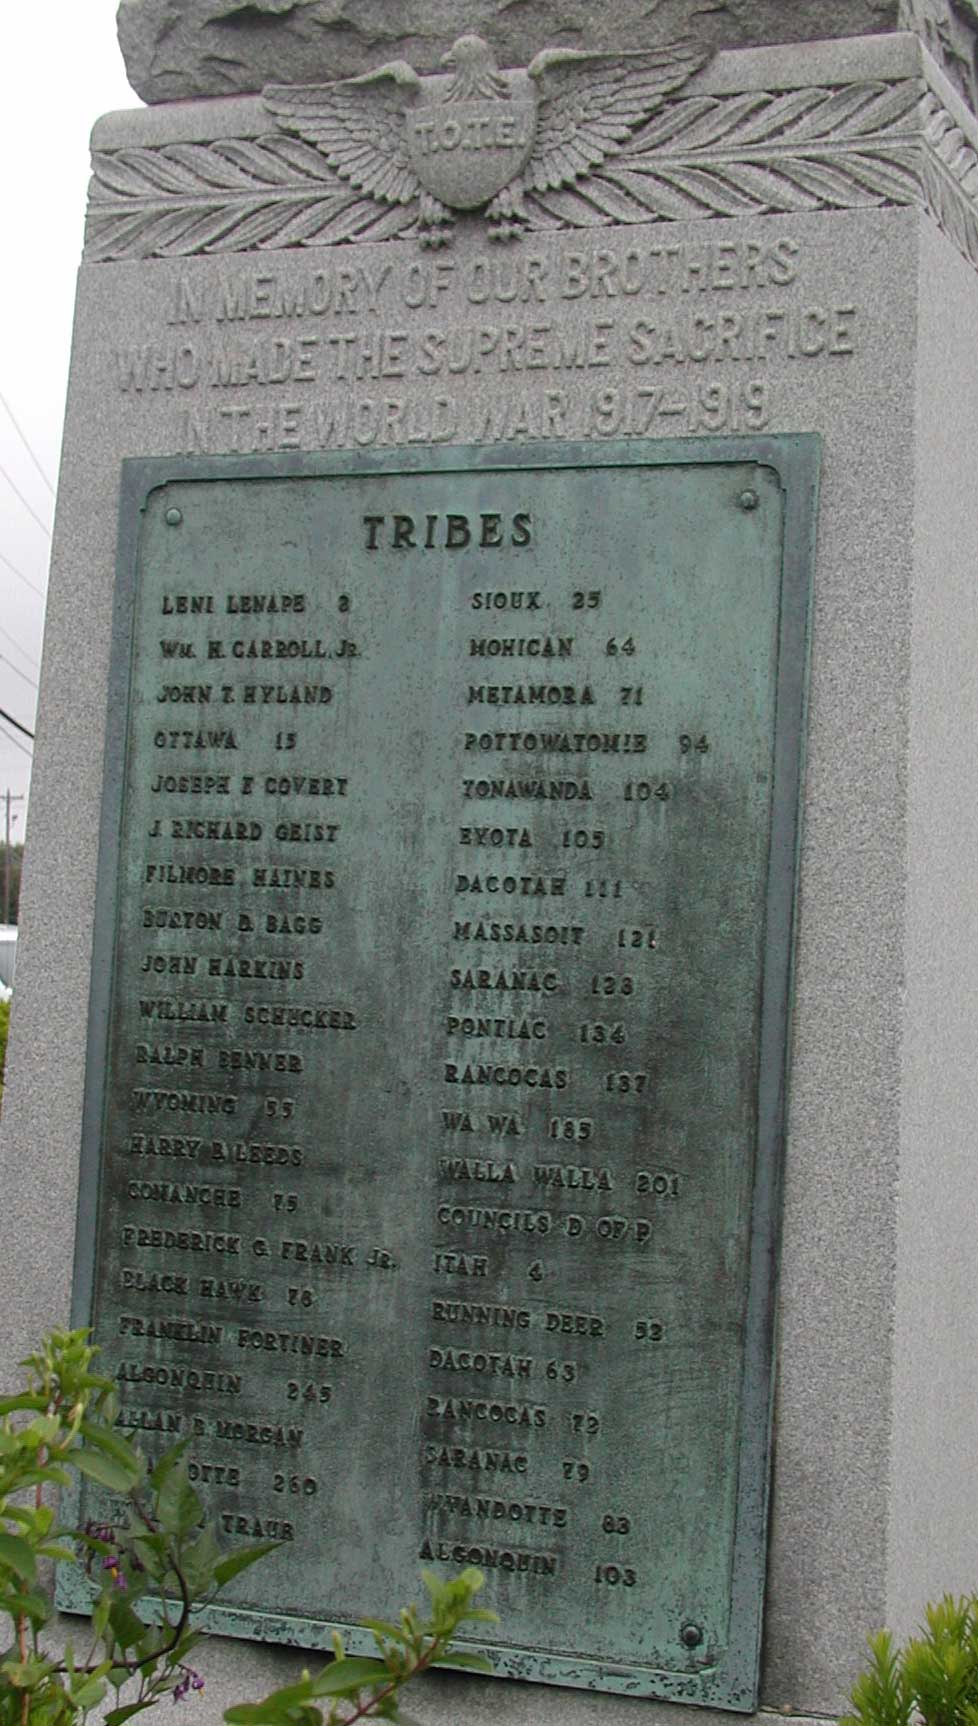 T.O.T.E.
IN MEMORY OF OUR BROTHERS
WHO MADE THE SUPREME SACRIFICE
IN THE WORLD WAR 1917-1919
TRIBES
LENI LENAPE 2
WM. H. CARROLL, JR.
JOHN T. HYLAND
OTTAWA 15
JOSEPH F COVERT
J. RICHARD GEIST
FILMORE HAINES
BURTON D. BAGG
JOHN HARKINS
WILLIAM SCHUCKER
RALPH BENNER
WYOMING 55
HARRY B. LEEDS
COMANCHE 75
FREDERICK G. FRANK JR.
BLACK HAWK 76
FRANKLIN FORTINER
ALGONQUIN 245
ALLAN MORGAN
260
TRAUB
SIOUX 25
MOHICAN 64
METAMORA 71
POTTOWATOMIE 94
TONAWANDA 104
EYOTA 105
DACOTAH 111
MASSASOIT 121
SARANAC
PONTIAC 134
RANCOCAS 137
WA WA 185
WALLA WALLA 201
COUNCILS D OF P.
ITAH 4
RUNNING DEER 52
DACOTAH 63
RANCOCAS 72
SARANAC 79
WYANDOTTE 83
ALGONQUIN 103